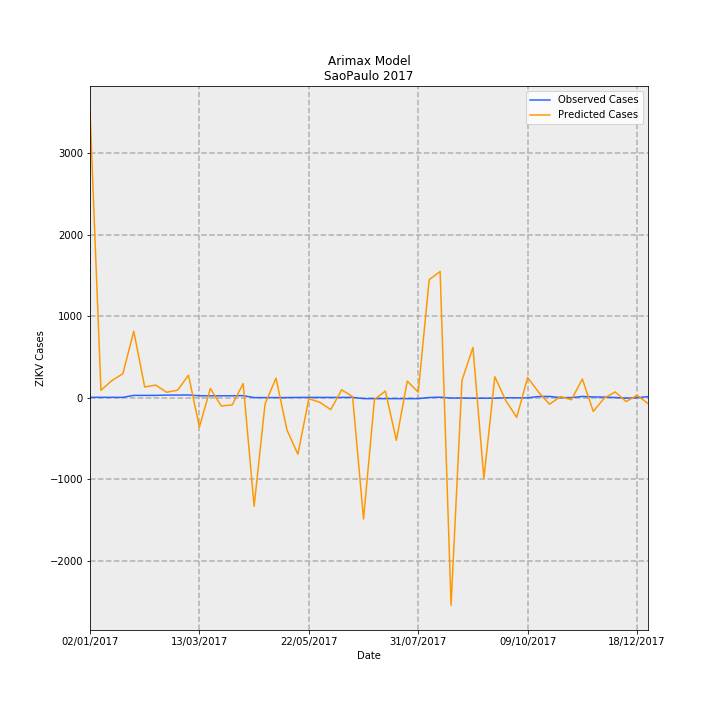 Arimax Model
SaoPaulo 2017
Observed Cases
Predicted Cases
ZIKV Cases
3000
2000
1000
0
−1000
−2000
02/01/2017
13/03/2017
22/05/2017
31/07/2017
09/10/2017
18/12/2017
Date